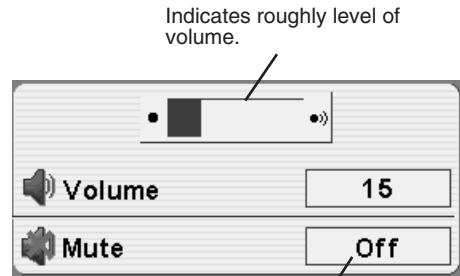 Indicates roughly level of
volume.
Volume 15
Mute Off